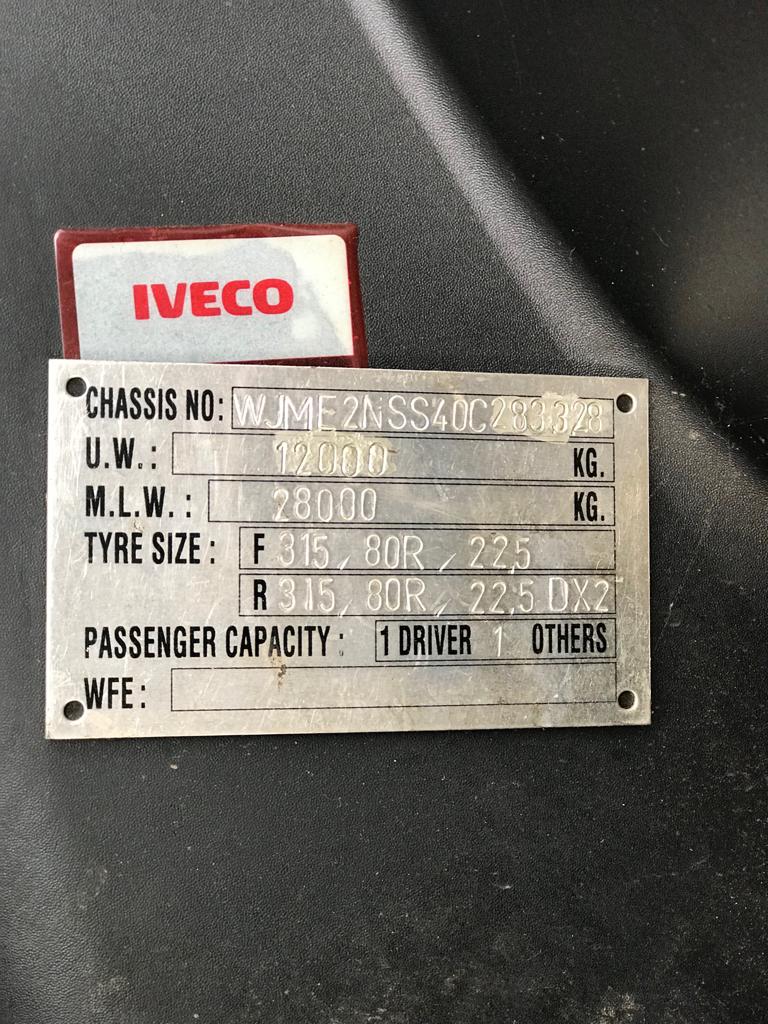 IVECO
CHASSIS NO: WJME2NSS40C283328
U.W.: 12000 KG.
M.L.W.: 28000 KG.
TYRE SIZE: F 315/80R/22,5
R 315/80R/22,5 DX2
PASSENGER CAPACITY: 1 DRIVER 1 OTHERS
WFE: